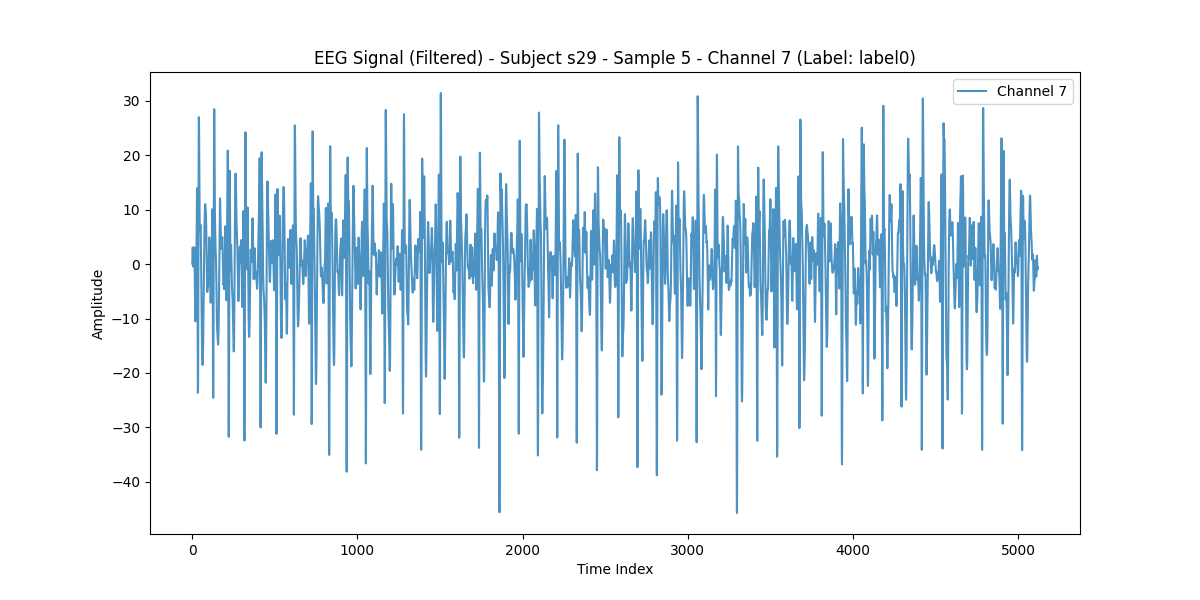 EEG Signal (Filtered) - Subject s29 - Sample 5 - Channel 7 (Label: label0)
Channel 7
30
20
10
0
−10
−20
−30
−40
Amplitude
0 1000 2000 3000 4000 5000
Time Index